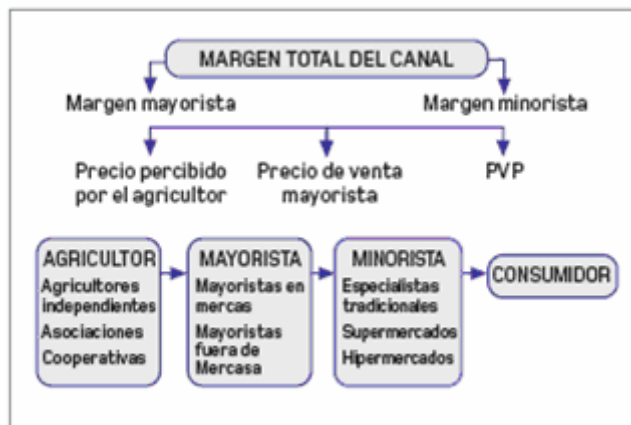 MARGEN TOTAL DEL CANAL
Margen mayorista
Margen minorista
Precio percibido
por el agricultor
Precio de venta
mayorista
PVP
AGRICULTOR
Agricultores
independientes
Asociaciones
Cooperativas
MAYORISTA
Mayoristas en
mercas
Mayoristas
fuera de
Mercasa
MINORISTA
Especialistas
tradicionales
Supermercados
Hipermercados
CONSUMIDOR